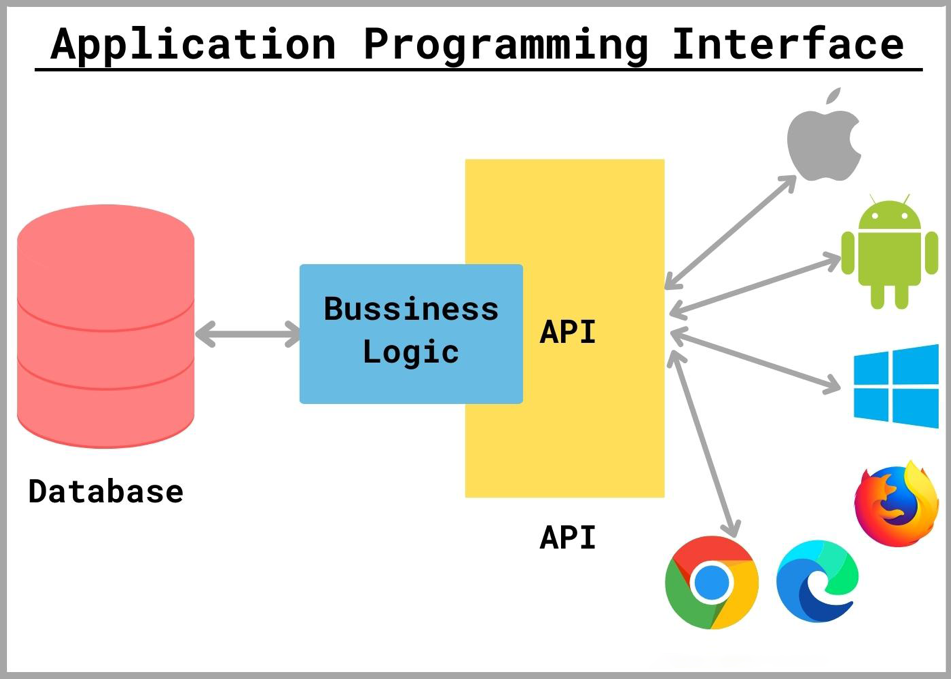 Application Programming Interface
Bussiness
Logic
API
Database
API